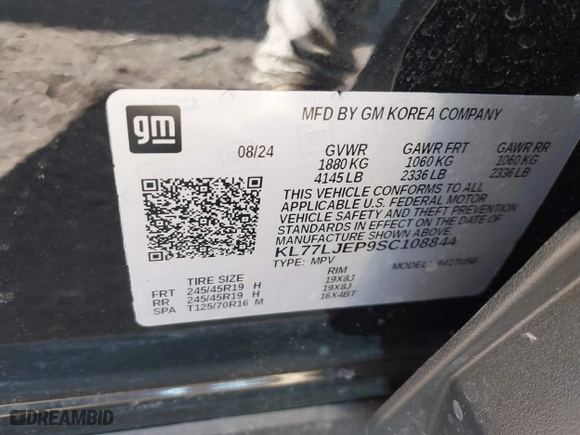 gm
MFD BY GM KOREA COMPANY
08/24 GVWR GAWR FRT GAWR RR
1880 KG 1060 KG 1060 KG
4145 LB 2336 LB 2336 LB
THIS VEHICLE CONFORMS TO ALL
APPLICABLE U.S. FEDERAL MOTOR
VEHICLE SAFETY AND THEFT PREVENTION
STANDARDS IN EFFECT ON THE DATE OF
MANUFACTURE SHOWN ABOVE.
KL77LJEP9SC108844
TYPE: MPV MODEL:
TIRE SIZE RIM
FRT 245/45R19 H 19X8J
RR 245/45R19 H 19X8J
SPA T125/70R16 M 16X4BT
DREAMBID